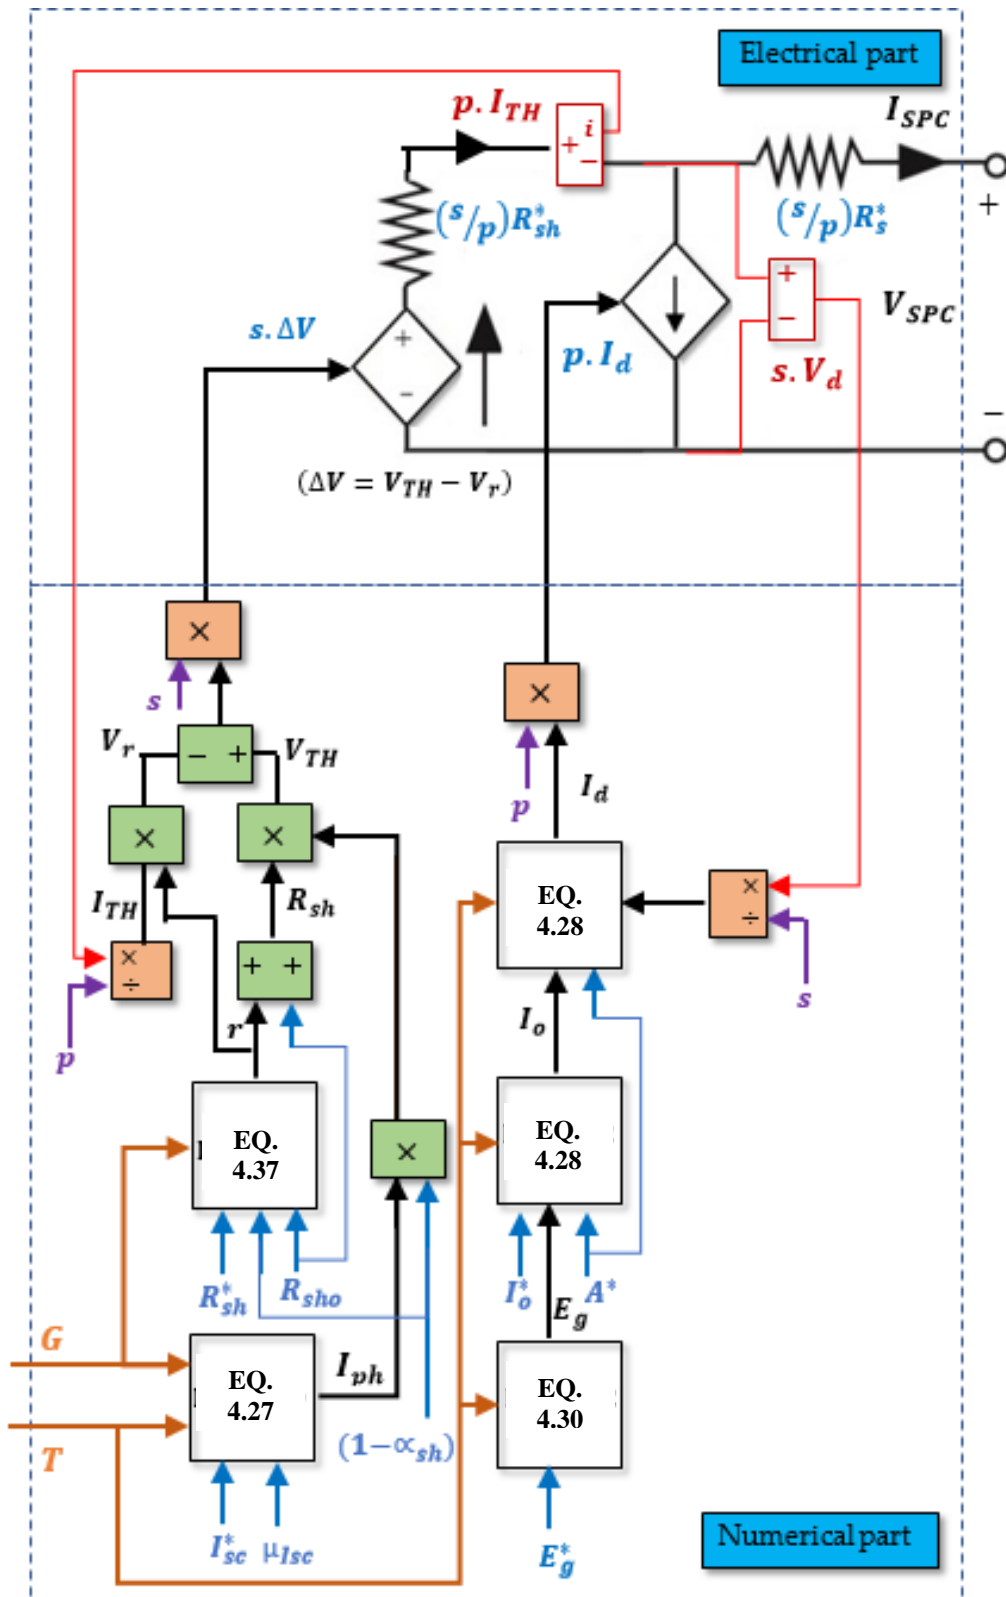 Electrical part
p. I_TH
i
+
−
I_SPC
+
(s/p)R*_sh
(s/p)R*_s
s. ΔV
+
−
p. I_d
+
−
s. V_d
V_SPC
−
(ΔV = V_TH − V_r)
×
s
×
p
V_r
− +
V_TH
I_d
×
×
I_TH
R_sh
EQ.
4.28
×
÷
s
×
÷
p
+ +
r
I_o
EQ.
4.37
×
EQ.
4.28
R*_sh
R_sho
I*_o
E_g
A*
G
T
EQ.
4.27
I_ph
(1−∝_sh)
EQ.
4.30
I*_sc
μ_Isc
E*_g
Numerical part